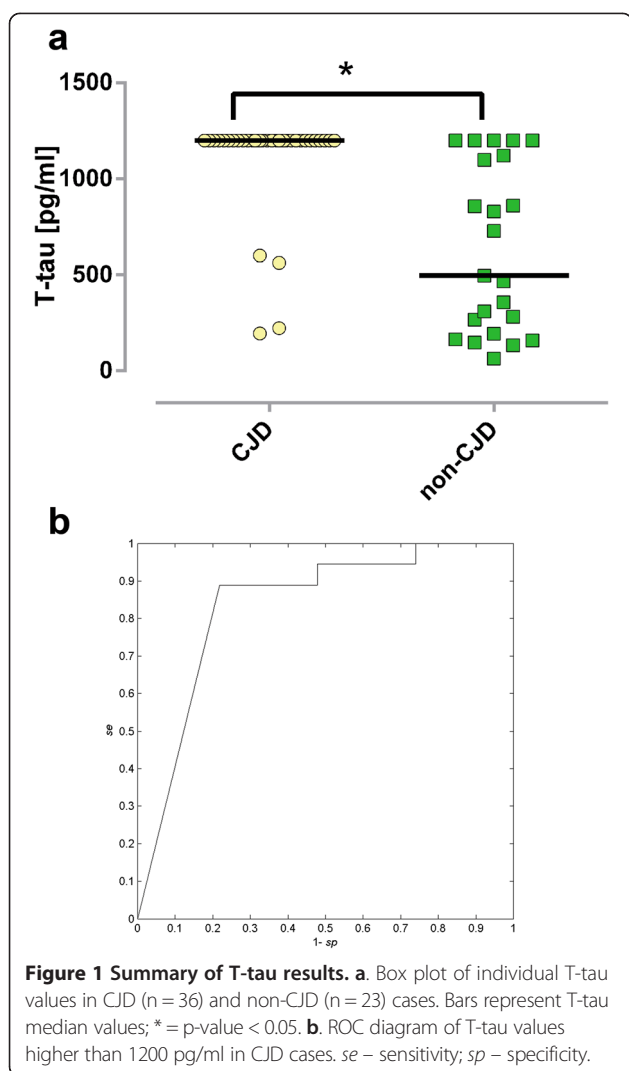 a
*
1500
1000
500
0
T-tau [pg/ml]
CJD
non-CJD
b
1
0.9
0.8
0.7
0.6
0.5
0.4
0.3
0.2
0.1
0
se
0 0.1 0.2 0.3 0.4 0.5 0.6 0.7 0.8 0.9 1
1- sp
Figure 1 Summary of T-tau results. a. Box plot of individual T-tau
values in CJD (n = 36) and non-CJD (n = 23) cases. Bars represent T-tau
median values; * = p-value < 0.05. b. ROC diagram of T-tau values
higher than 1200 pg/ml in CJD cases. se – sensitivity; sp – specificity.